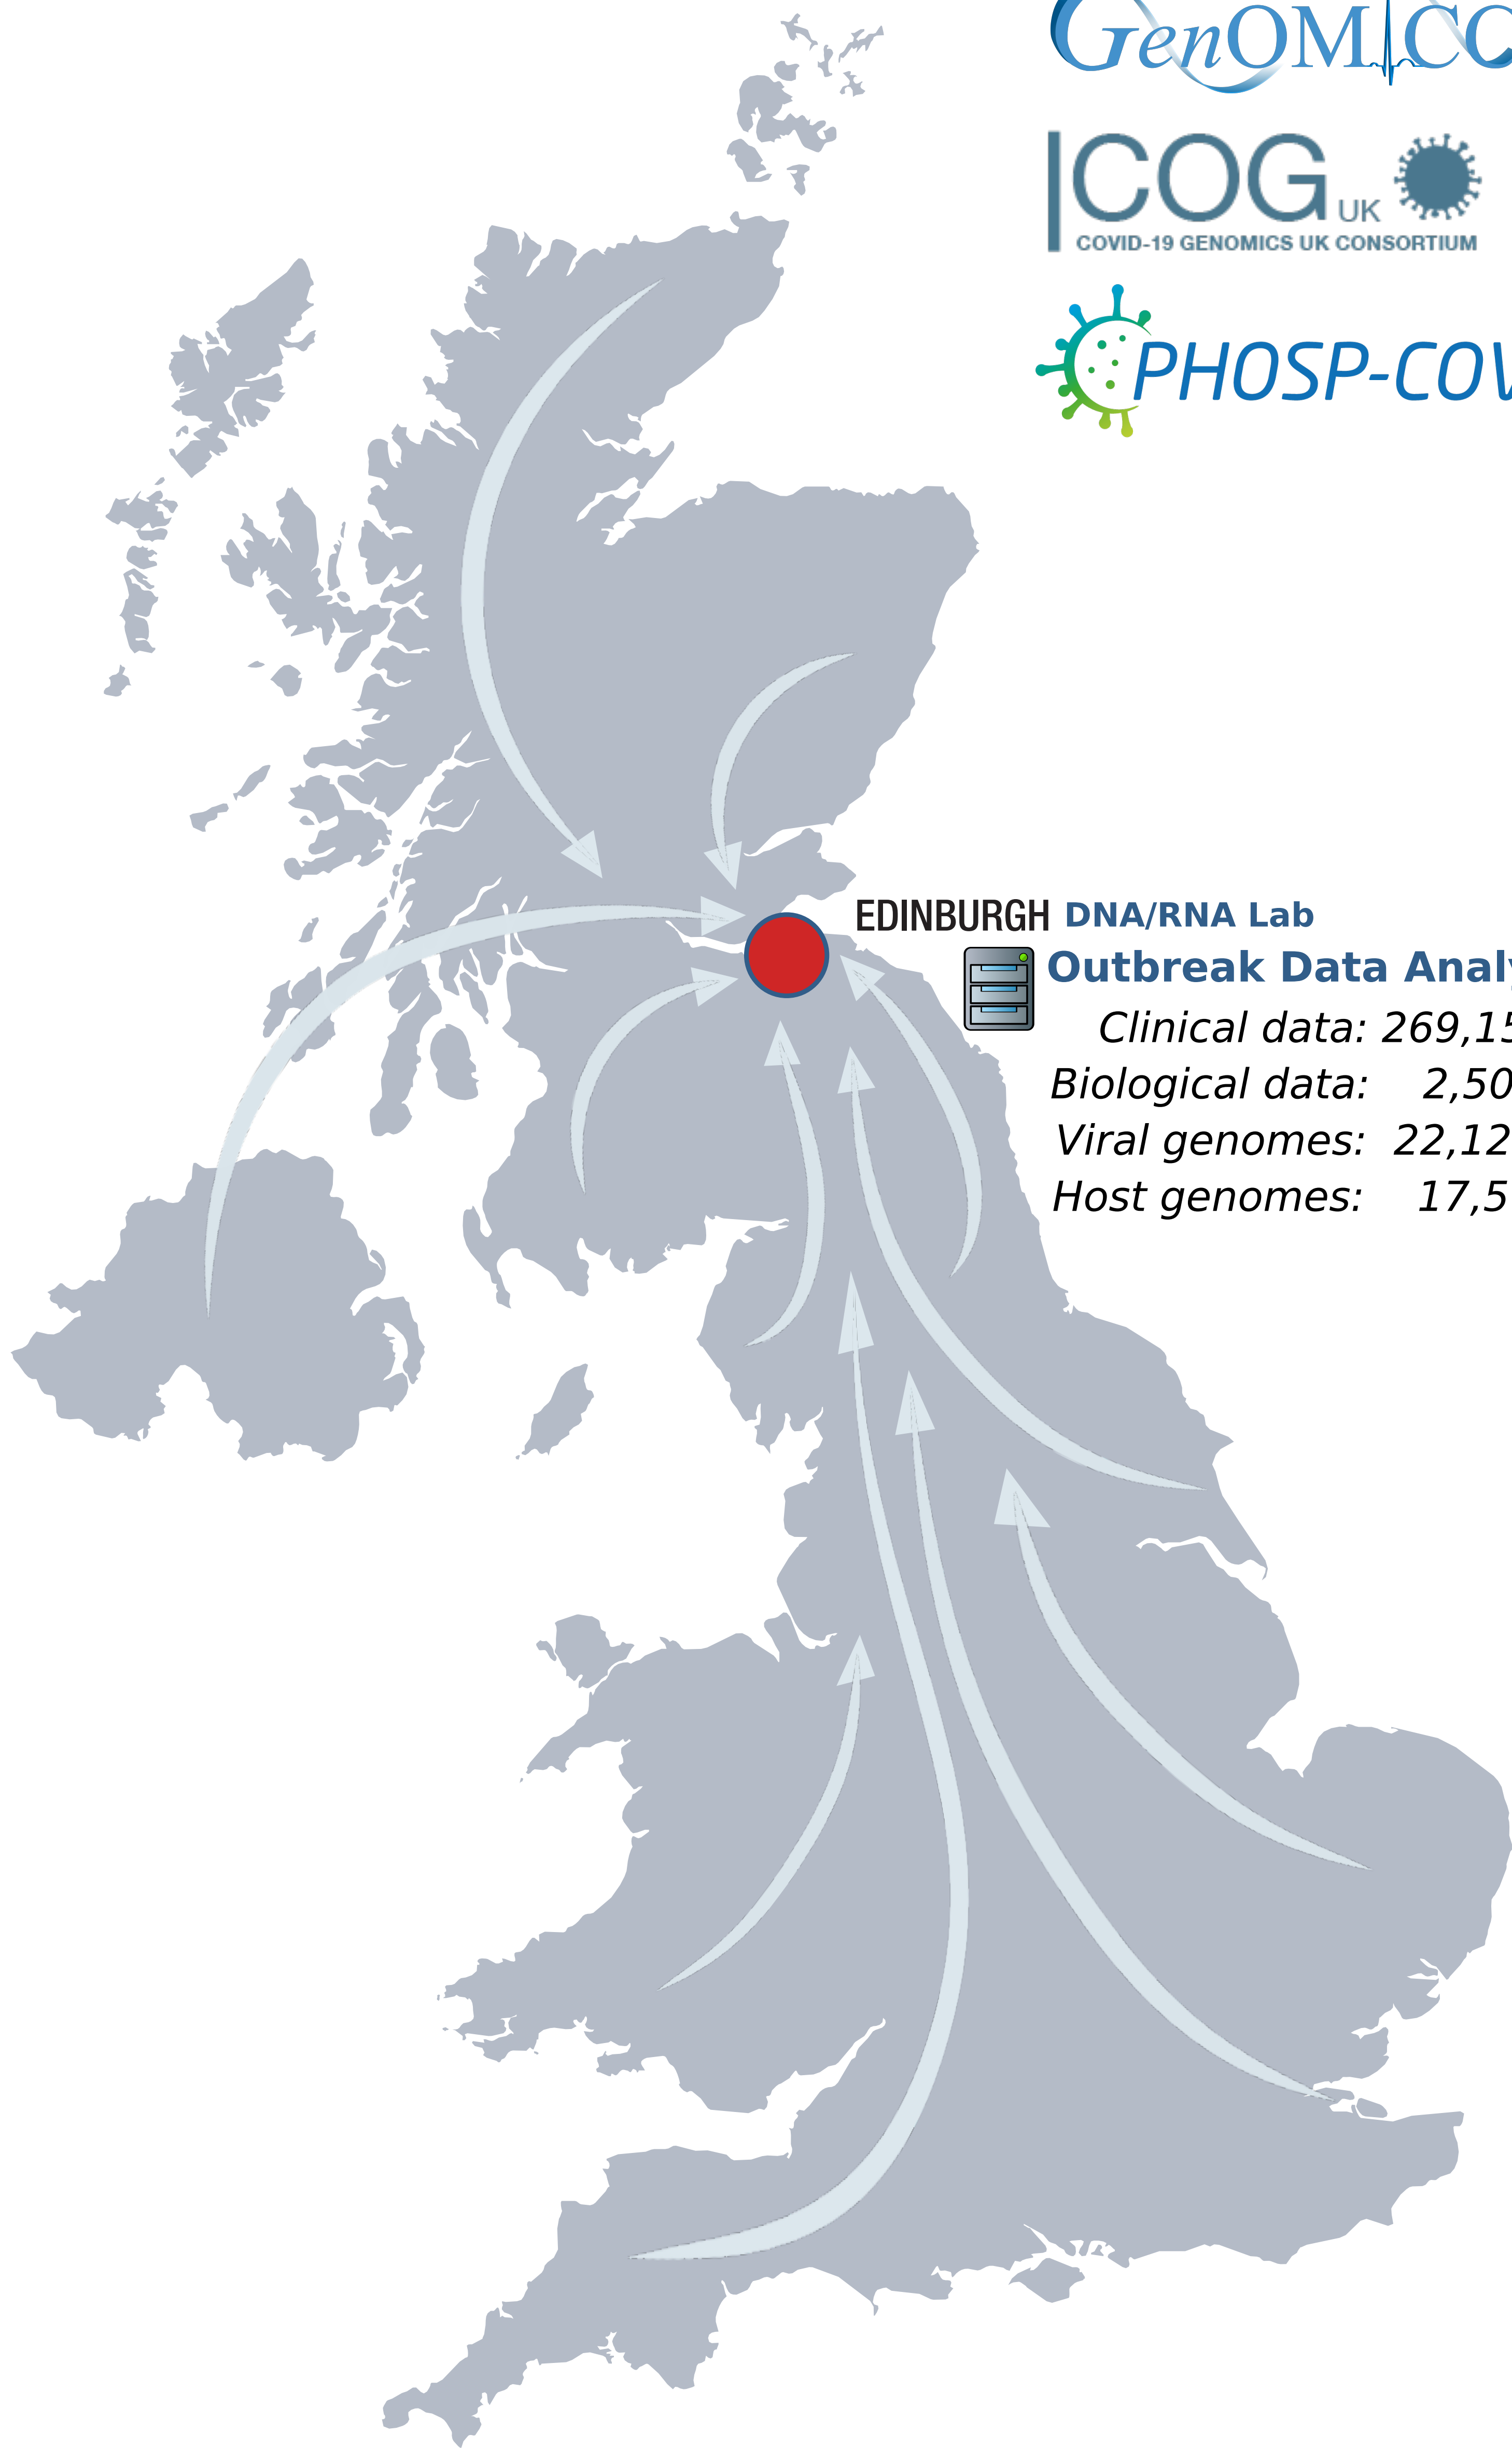 GenOMICC
COG UK
COVID-19 GENOMICS UK CONSORTIUM
PHOSP-COV
EDINBURGH DNA/RNA Lab
Outbreak Data Analy
Clinical data: 269,15
Biological data: 2,50
Viral genomes: 22,12
Host genomes: 17,5